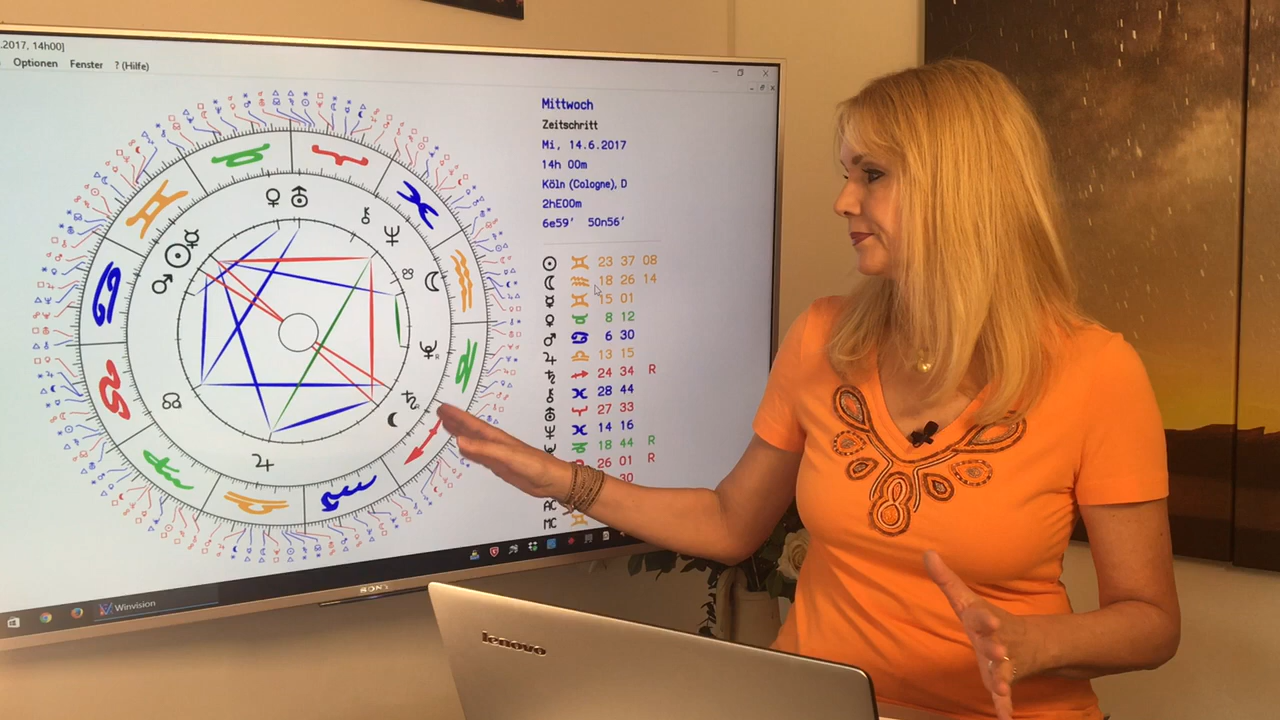 .2017, 14h00]
Optionen Fenster ? (Hilfe)
Mittwoch
Zeitschritt
Mi, 14.6.2017
14h 00m
Köln (Cologne), D
2hE00m
6e59' 50n56'
☉ ♊ 23 37 08
☾ ♒ 18 26 14
☿ ♊ 15 01
♀ ♉ 8 12
♂ ♋ 6 30
♃ ♎ 13 15
♄ ♐ 24 34 R
⚷ ♓ 28 44
⛢ ♈ 27 33
♆ ♓ 14 16
♑ 18 44 R
26 01 R
30
AC
MC
R
Winvision
SONY
lenovo